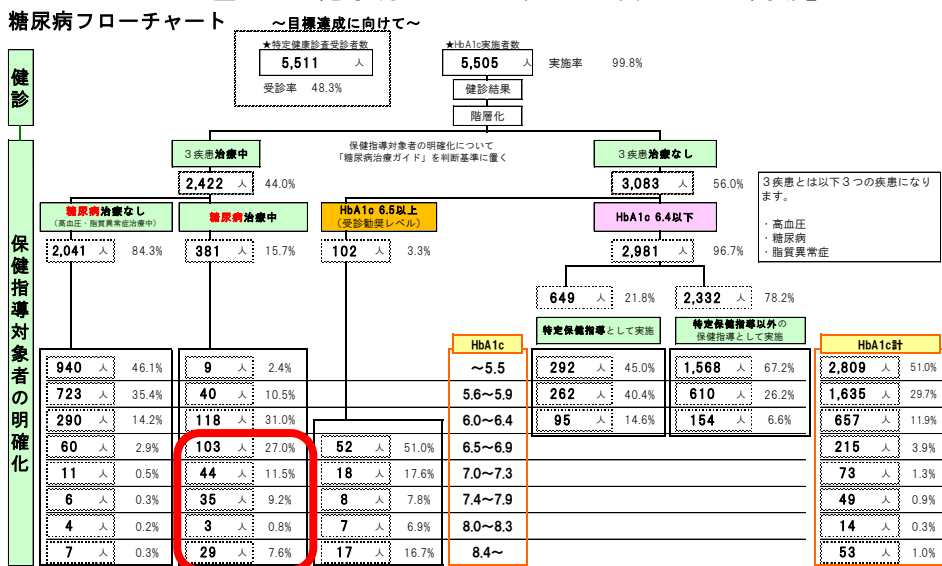 糖尿病フローチャート
～目標達成に向けて～
★特定健康診査受診者数
5,511 人
受診率 48.3%
★HbA1c実施者数
5,505 人 実施率 99.8%
健診結果
階層化
健診
保健指導対象者の明確化
保健指導対象者の明確化について
「糖尿病治療ガイド」を判断基準に置く
3疾患治療中
2,422 人 44.0%
3疾患治療なし
3,083 人 56.0%
3疾患とは以下3つの疾患になり
ます。
・高血圧
・糖尿病
・脂質異常症
糖尿病治療なし
（高血圧・脂質異常症治療中）
2,041 人 84.3%
糖尿病治療中
381 人 15.7%
HbA1c 6.5以上
（受診勧奨レベル）
102 人 3.3%
HbA1c 6.4以下
2,981 人 96.7%
649 人 21.8% 2,332 人 78.2%
特定保健指導として実施
特定保健指導以外の
保健指導として実施
HbA1c HbA1c計
940 人 46.1% 9 人 2.4% ～5.5 292 人 45.0% 1,568 人 67.2% 2,809 人 51.0%
723 人 35.4% 40 人 10.5% 5.6～5.9 262 人 40.4% 610 人 26.2% 1,635 人 29.7%
290 人 14.2% 118 人 31.0% 6.0～6.4 95 人 14.6% 154 人 6.6% 657 人 11.9%
60 人 2.9% 103 人 27.0% 52 人 51.0% 6.5～6.9 215 人 3.9%
11 人 0.5% 44 人 11.5% 18 人 17.6% 7.0～7.3 73 人 1.3%
6 人 0.3% 35 人 9.2% 8 人 7.8% 7.4～7.9 49 人 0.9%
4 人 0.2% 3 人 0.8% 7 人 6.9% 8.0～8.3 14 人 0.3%
7 人 0.3% 29 人 7.6% 17 人 16.7% 8.4～ 53 人 1.0%